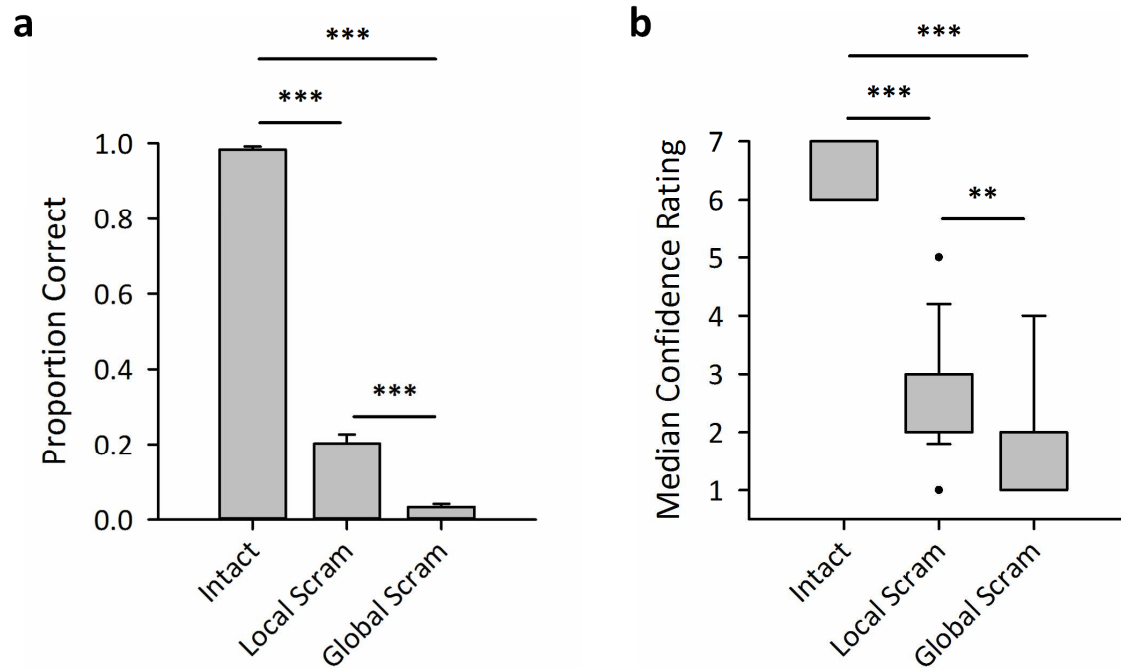 a
***
***
1.0
0.8
0.6
0.4
0.2
0.0
Proportion Correct
***
Intact
Local Scram
Global Scram
b
***
***
7
6
5
4
3
2
1
Median Confidence Rating
**
Intact
Local Scram
Global Scram